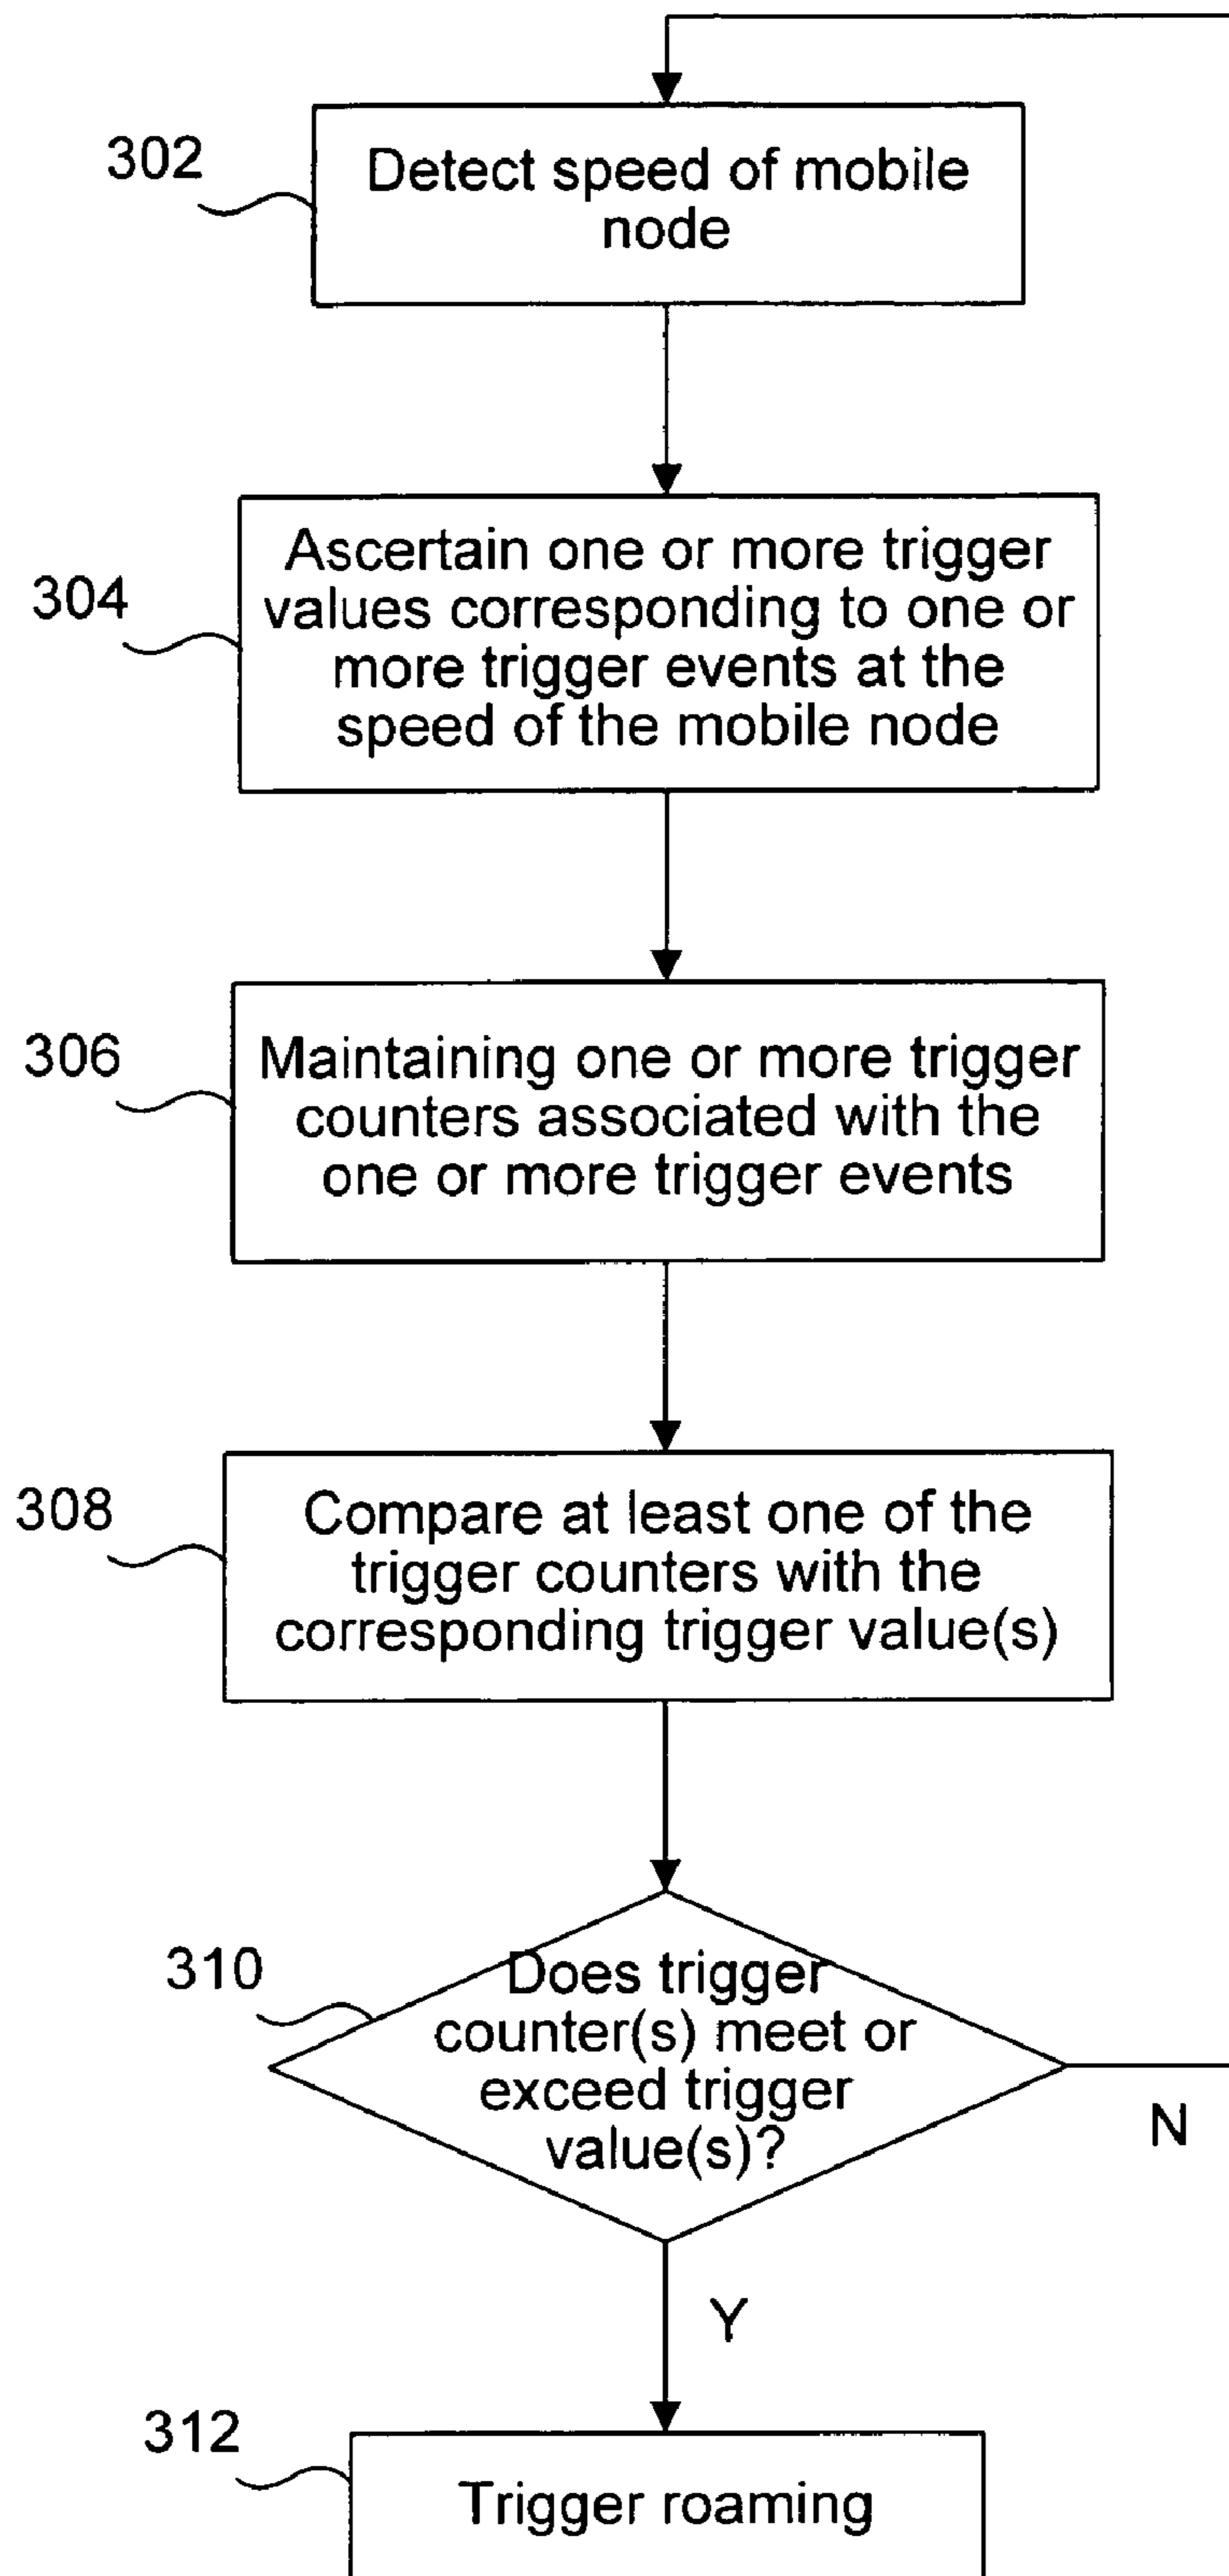 302
Detect speed of mobile
node
304
Ascertain one or more trigger
values corresponding to one or
more trigger events at the
speed of the mobile node
306
Maintaining one or more trigger
counters associated with the
one or more trigger events
308
Compare at least one of the
trigger counters with the
corresponding trigger value(s)
310
Does trigger
counter(s) meet or
exceed trigger
value(s)?
N
Y
312
Trigger roaming